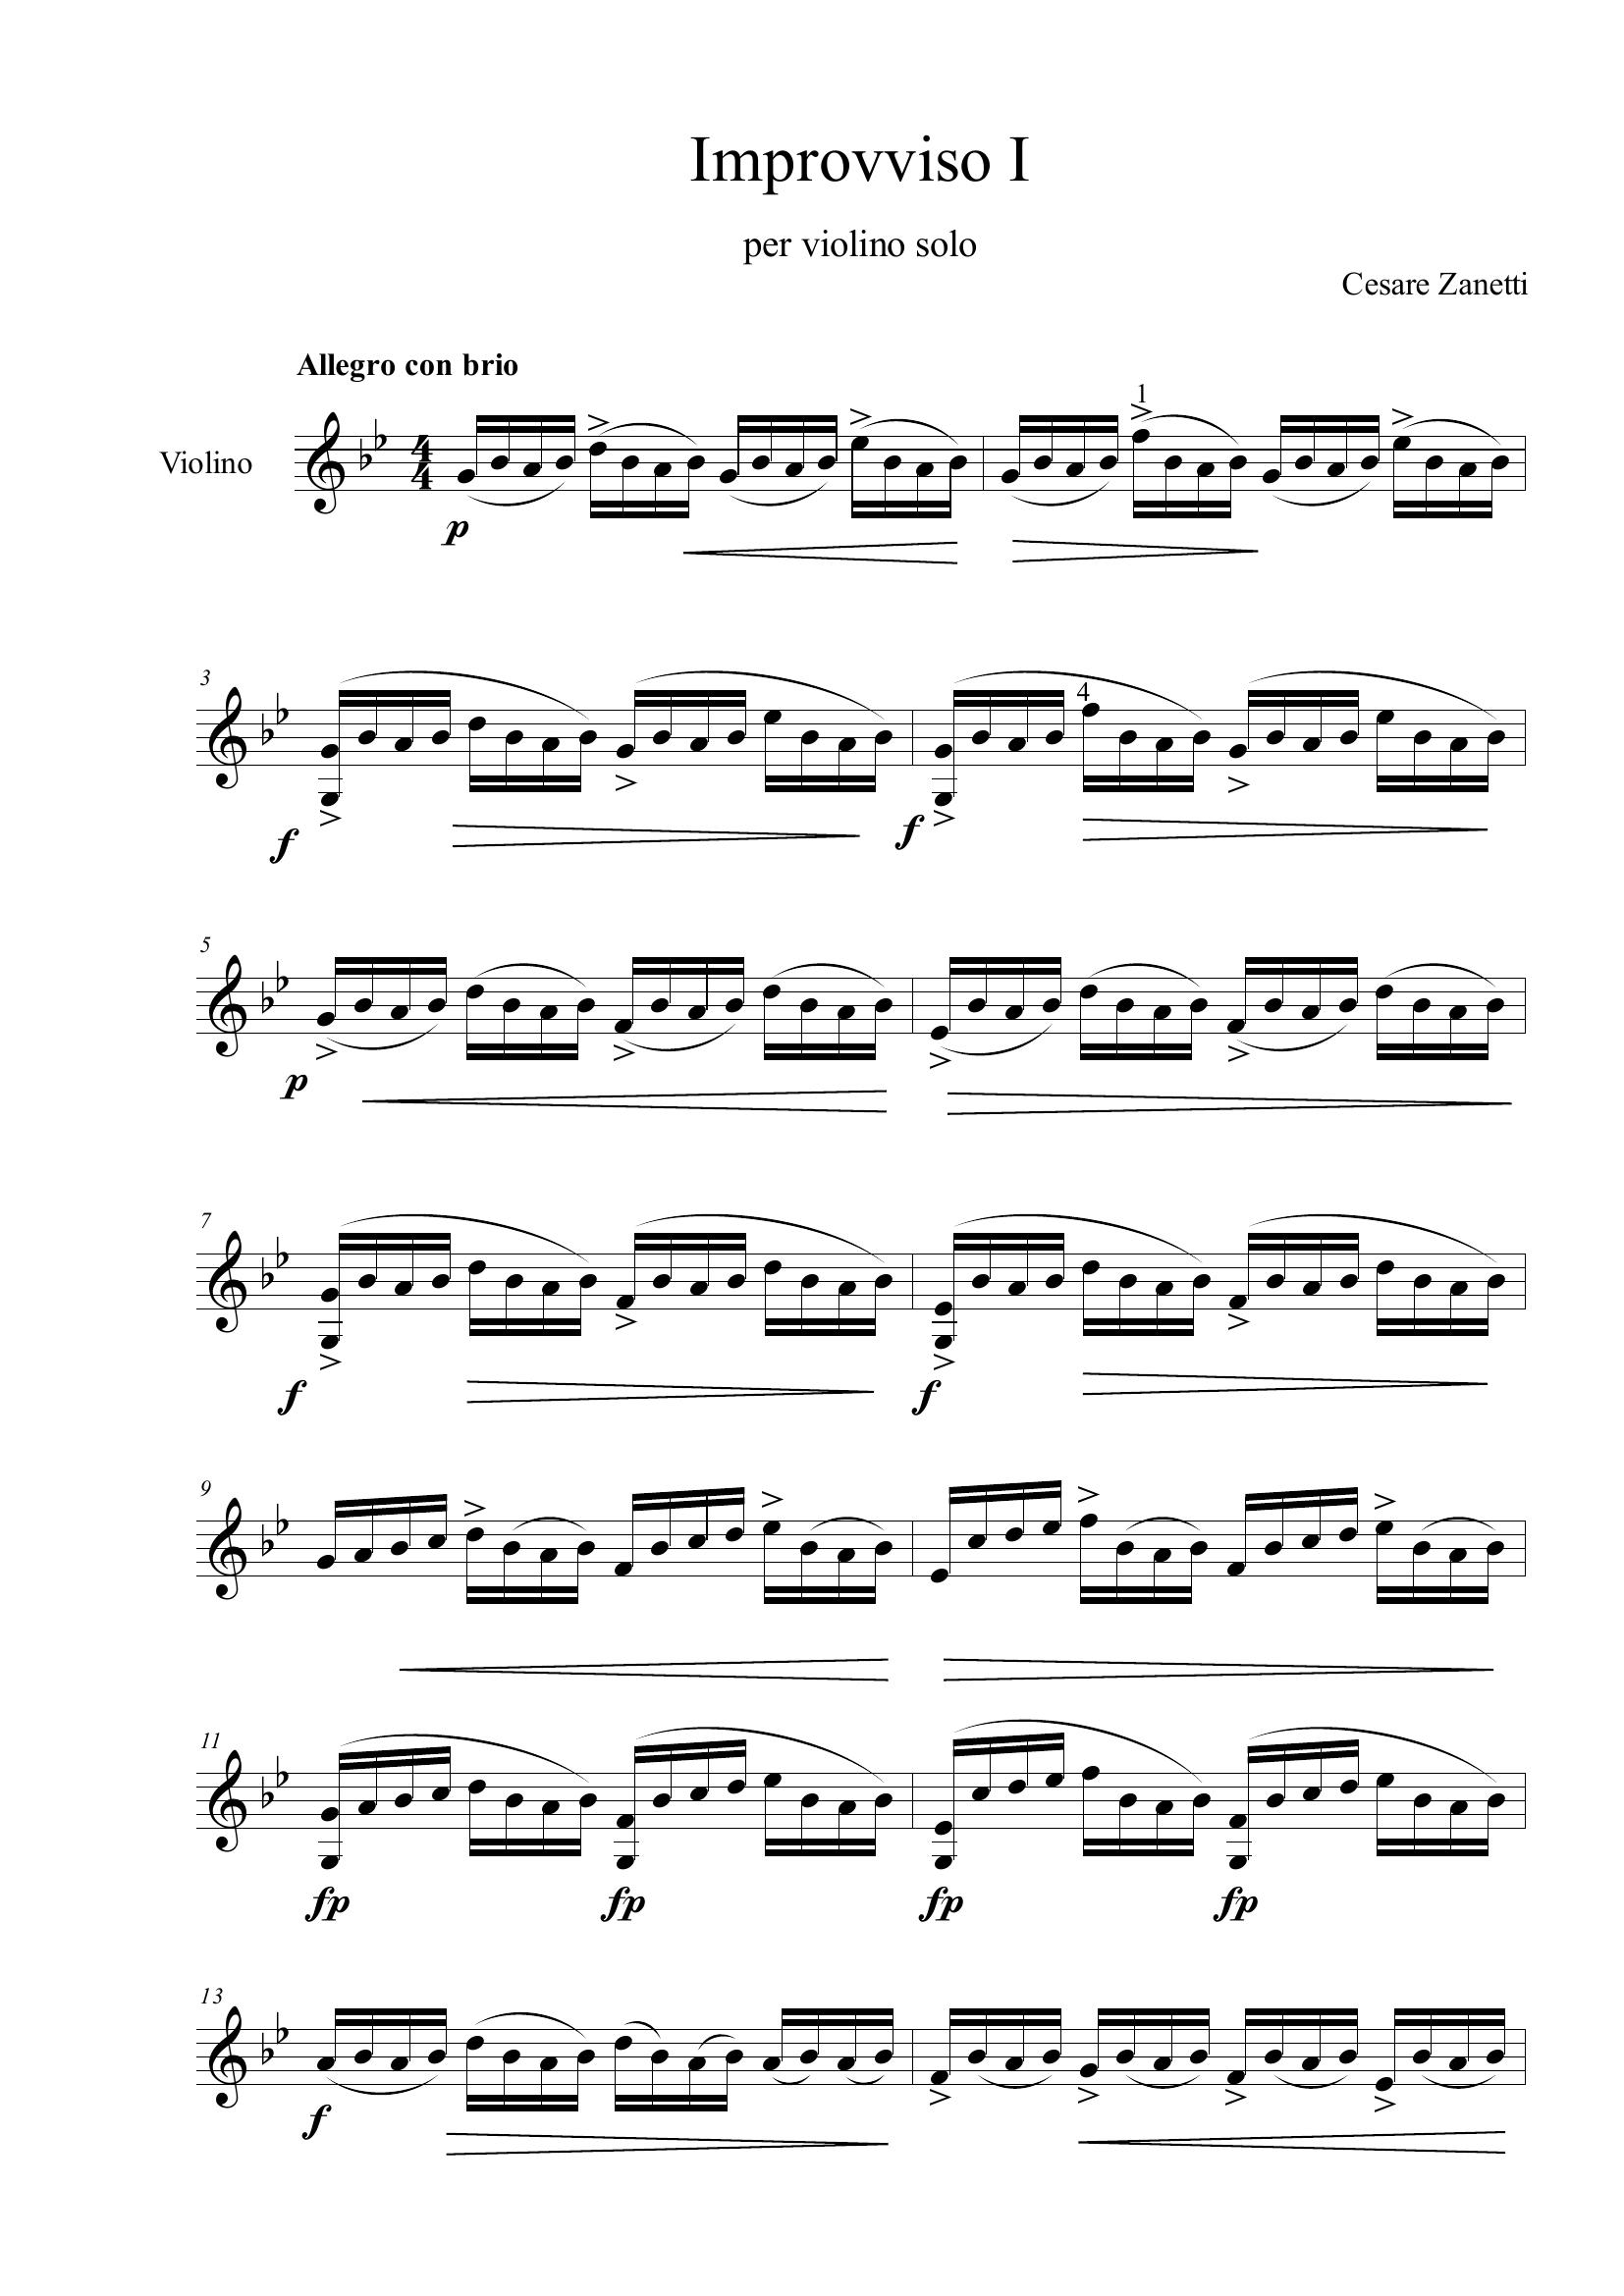 Improvviso I
per violino solo
Cesare Zanetti
Allegro con brio
1
Violino
4
4
p
3
4
f
f
5
p
7
f
f
9
11
fp
fp
fp
fp
13
f